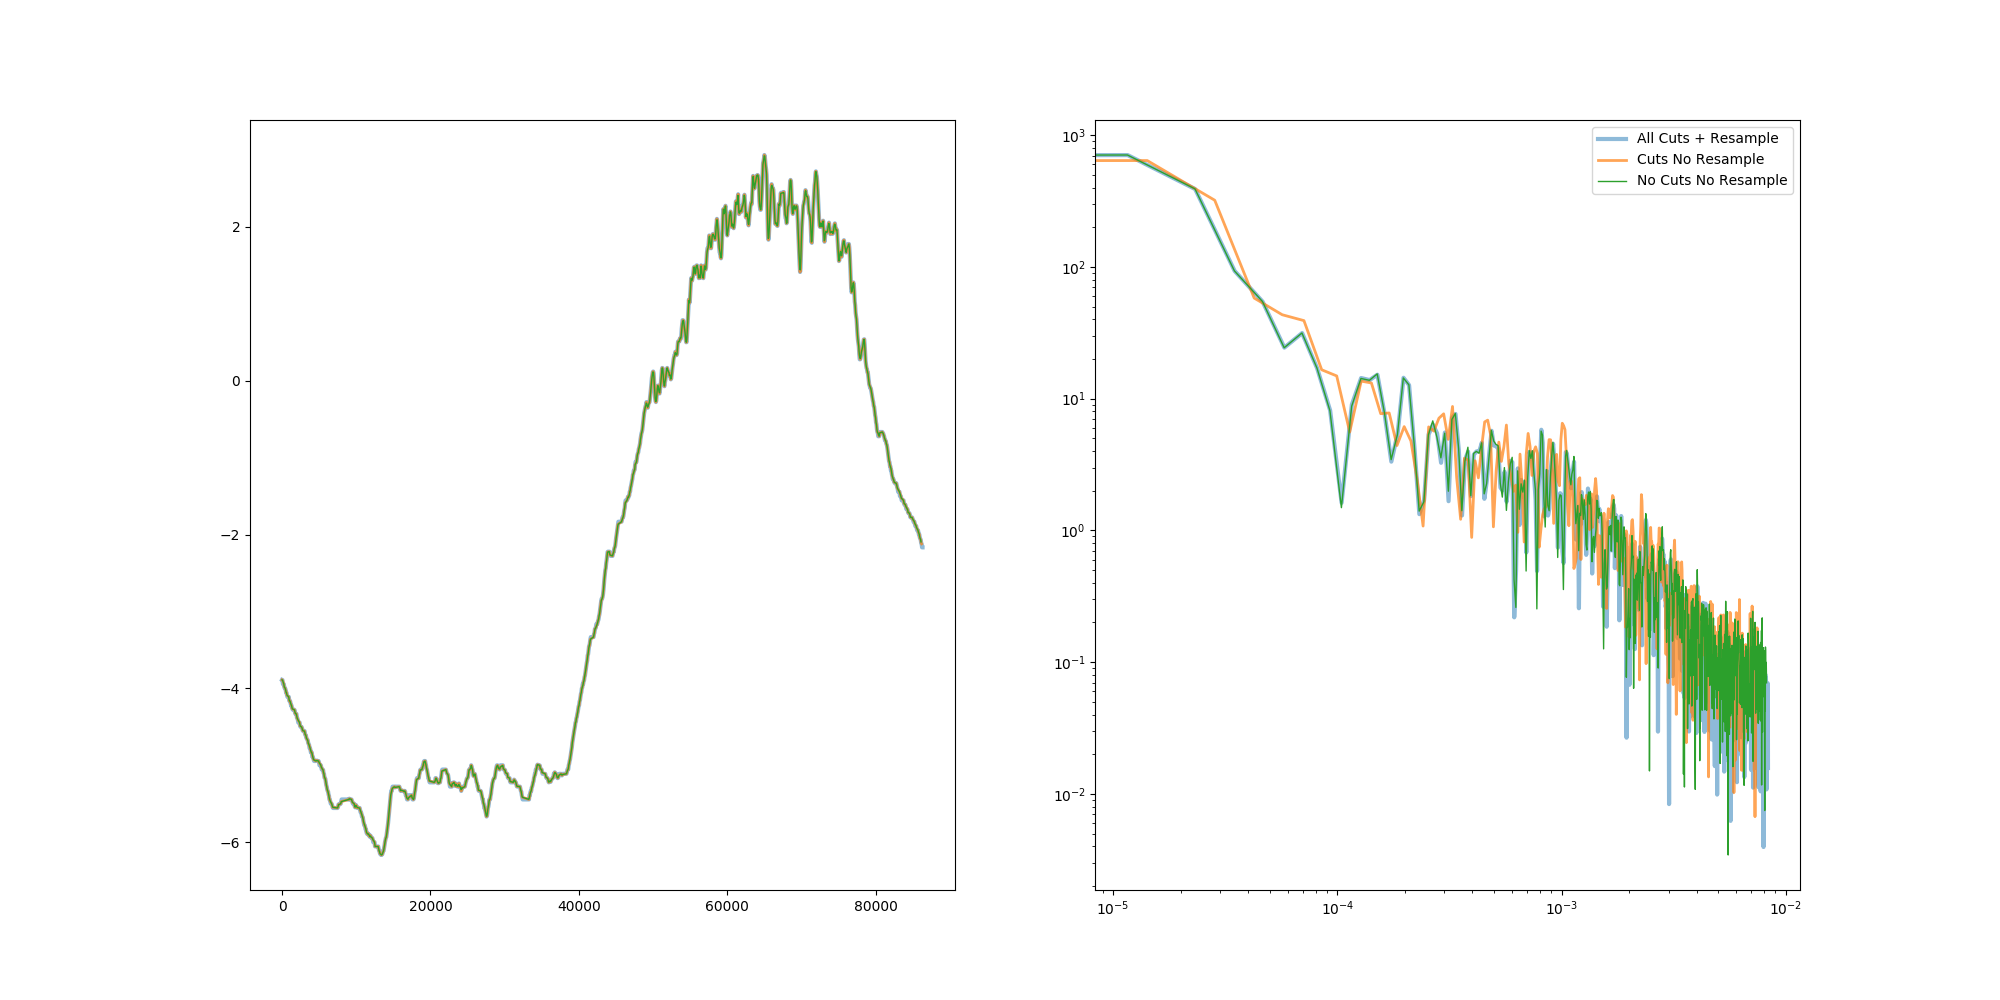 2
0
−2
−4
−6
0 20000 40000 60000 80000
10³
10²
10¹
10⁰
10⁻¹
10⁻²
10⁻⁵ 10⁻⁴ 10⁻³ 10⁻²
All Cuts + Resample
Cuts No Resample
No Cuts No Resample